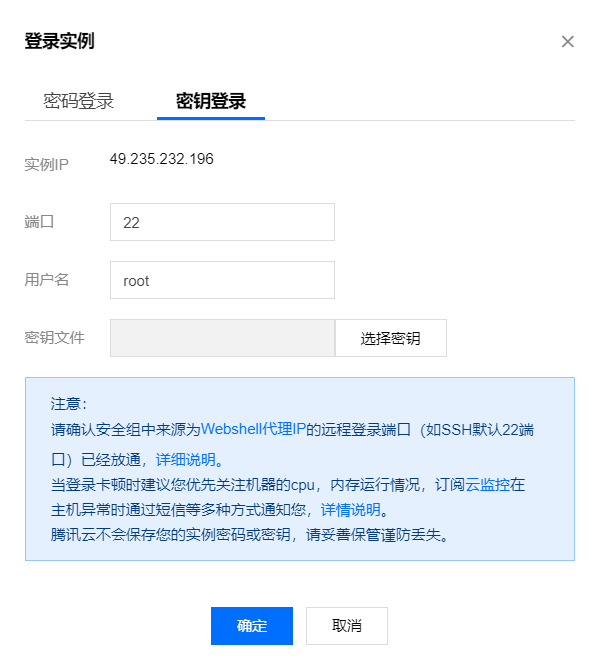 登录实例
密码登录 密钥登录
实例IP 49.235.232.196
端口 22
用户名 root
密钥文件 选择密钥
注意：
请确认安全组中来源为Webshell代理IP的远程登录端口（如SSH默认22端
口）已经放通，详细说明。
当登录卡顿时建议您优先关注机器的cpu，内存运行情况，订阅云监控在
主机异常时通过短信等多种方式通知您，详情说明。
腾讯云不会保存您的实例密码或密钥，请妥善保管谨防丢失。
确定 取消